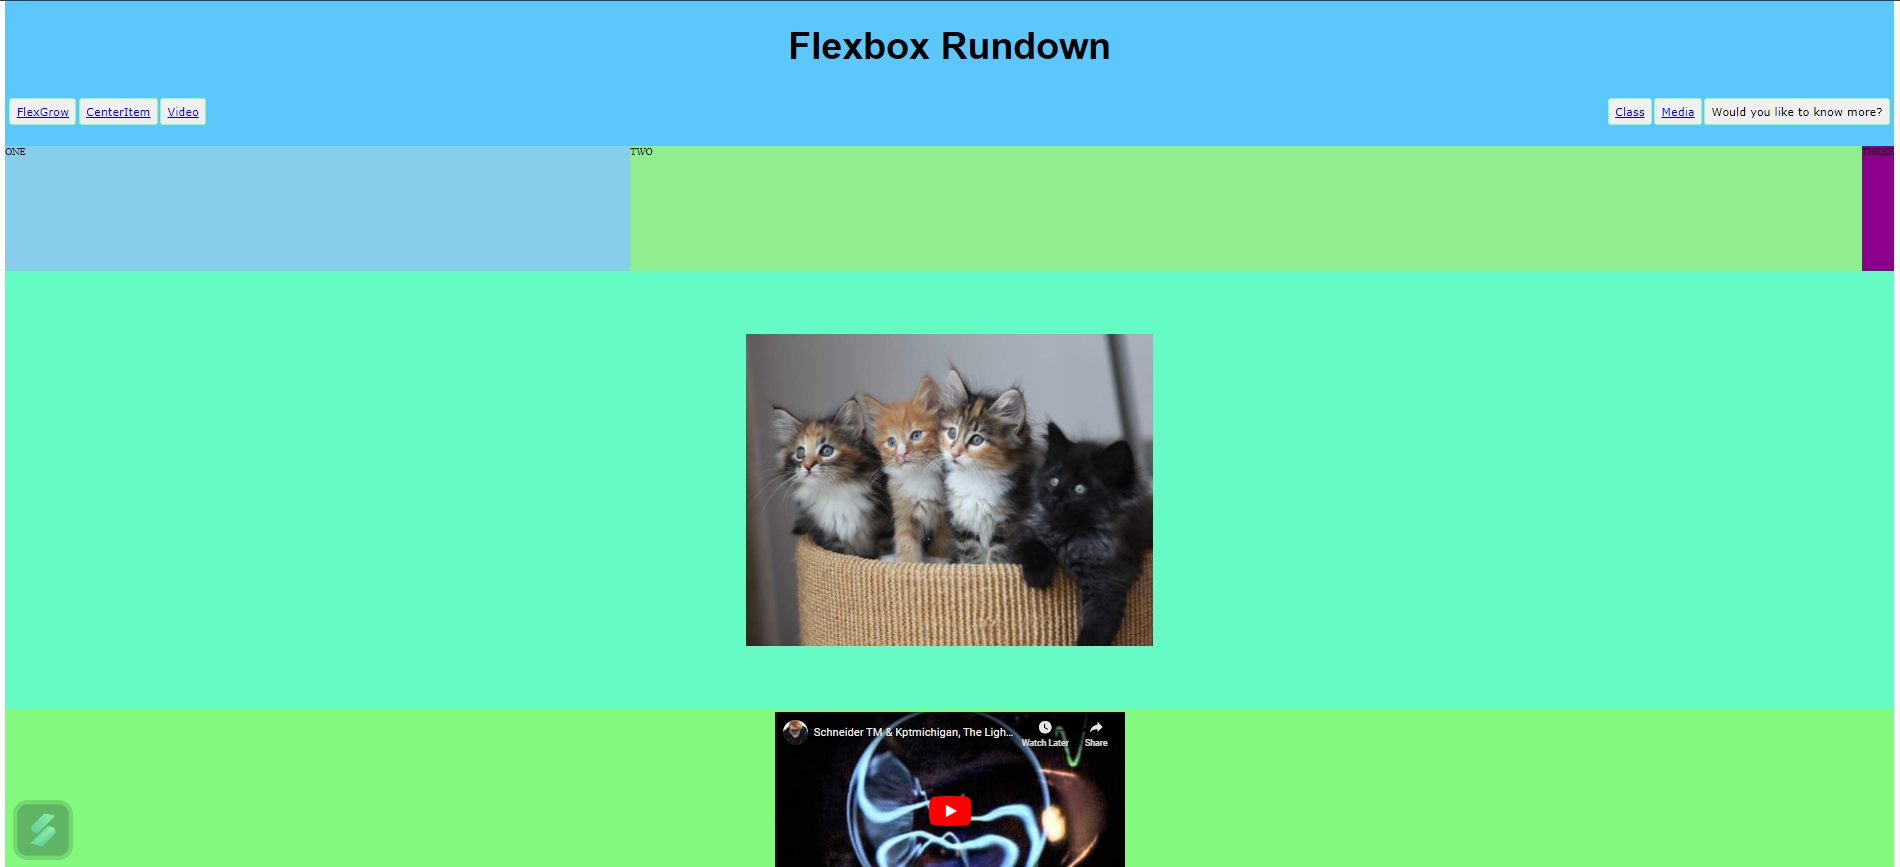 Flexbox Rundown
FlexGrow CenterItem Video Class Media Would you like to know more?
ONE TWO THREE
Schneider TM & Kptmichigan, The Ligh... Watch Later Share